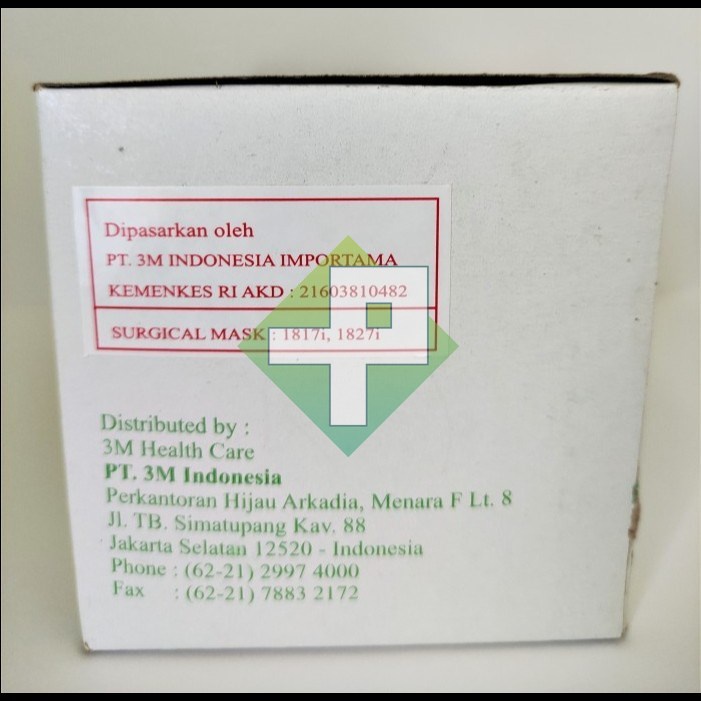 Dipasarkan oleh
PT. 3M INDONESIA IMPORTAMA
KEMENKES RI AKD : 21603810482
SURGICAL MASK : 1817i, 1827i
Distributed by :
3M Health Care
PT. 3M Indonesia
Perkantoran Hijau Arkadia, Menara F Lt. 8
Jl. TB. Simatupang Kav. 88
Jakarta Selatan 12520 - Indonesia
Phone : (62-21) 2997 4000
Fax : (62-21) 7883 2172